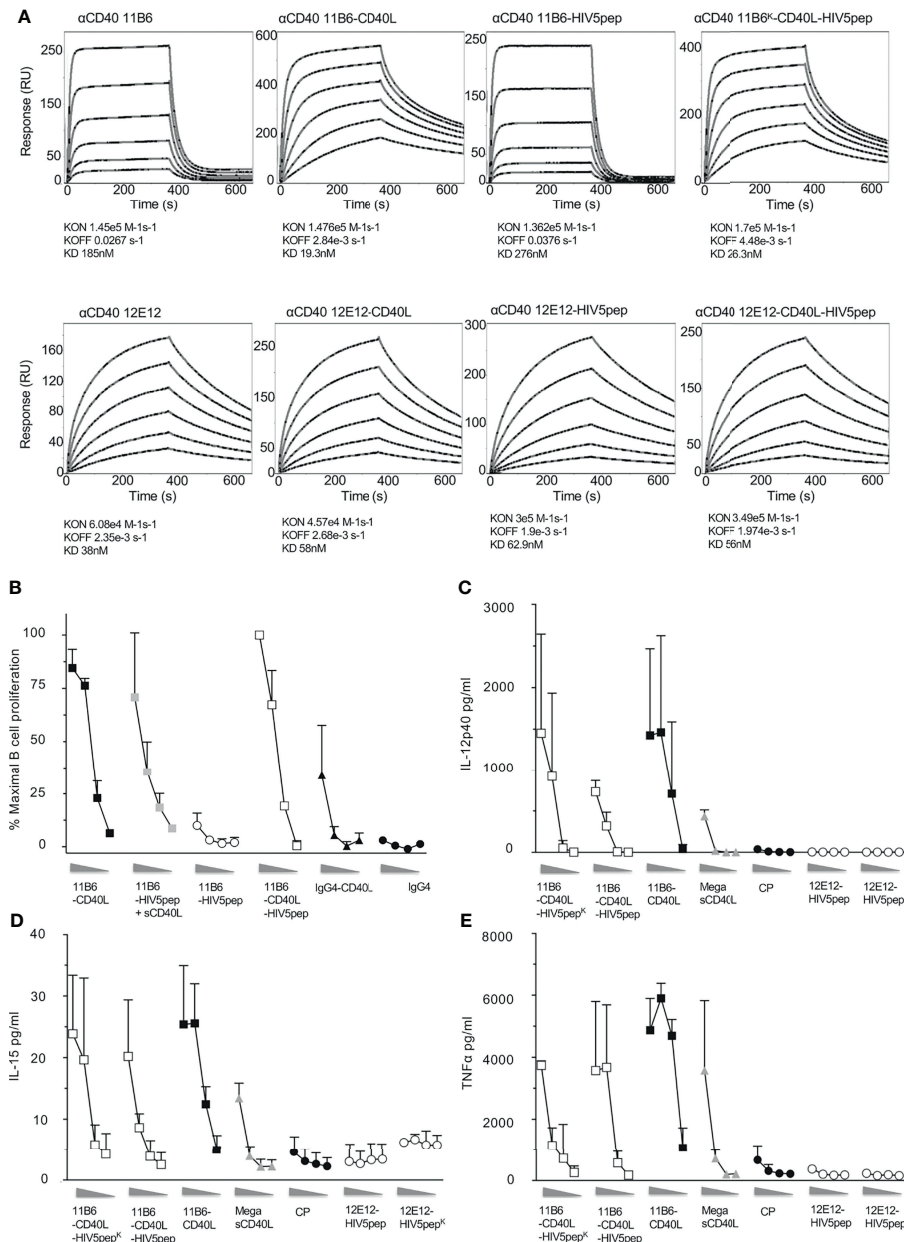 A
αCD40 11B6
αCD40 11B6-CD40L
αCD40 11B6-HIV5pep
αCD40 11B6ᴷ-CD40L-HIV5pep
Response (RU)
250
150
50
0
0 200 400 600
Time (s)
600
400
200
0
0 200 400 600
Time (s)
250
150
50
0
0 200 400 600
Time (s)
400
300
200
100
0
0 200 400 600
Time (s)
KON 1.45e5 M-1s-1
KOFF 0.0267 s-1
KD 185nM
KON 1.476e5 M-1s-1
KOFF 2.84e-3 s-1
KD 19.3nM
KON 1.362e5 M-1s-1
KOFF 0.0376 s-1
KD 276nM
KON 1.7e5 M-1s-1
KOFF 4.48e-3 s-1
KD 26.3nM
αCD40 12E12
αCD40 12E12-CD40L
αCD40 12E12-HIV5pep
αCD40 12E12-CD40L-HIV5pep
Response (RU)
160
120
80
40
0
0 200 400 600
Time (s)
250
150
50
0
0 200 400 600
Time (s)
300
200
100
0
0 200 400 600
Time (s)
250
150
50
0
0 200 400 600
Time (s)
KON 6.08e4 M-1s-1
KOFF 2.35e-3 s-1
KD 38nM
KON 4.57e4 M-1s-1
KOFF 2.68e-3 s-1
KD 58nM
KON 3e5 M-1s-1
KOFF 1.9e-3 s-1
KD 62.9nM
KON 3.49e5 M-1s-1
KOFF 1.974e-3 s-1
KD 56nM
B
% Maximal B cell proliferation
100
75
50
25
0
11B6
-CD40L
11B6
-HIV5pep
+ sCD40L
11B6
-HIV5pep
11B6
-CD40L
-HIV5pep
IgG4-CD40L
IgG4
C
IL-12p40 pg/ml
3000
2000
1000
0
11B6
-CD40L
-HIV5pepᴷ
11B6
-CD40L
-HIV5pep
11B6-
CD40L
Mega
sCD40L
CP
12E12-
HIV5pep
12E12-
HIV5pep
D
IL-15 pg/ml
40
30
20
10
0
11B6
-CD40L
-HIV5pepᴷ
11B6
-CD40L
-HIV5pep
11B6-
CD40L
Mega
sCD40L
CP
12E12-
HIV5pep
12E12-
HIV5pepᴷ
E
TNFα pg/ml
8000
6000
4000
2000
0
11B6
-CD40L
-HIV5pepᴷ
11B6
-CD40L
-HIV5pep
11B6-
CD40L
Mega
sCD40L
CP
12E12-
HIV5pep
12E12-
HIV5pep